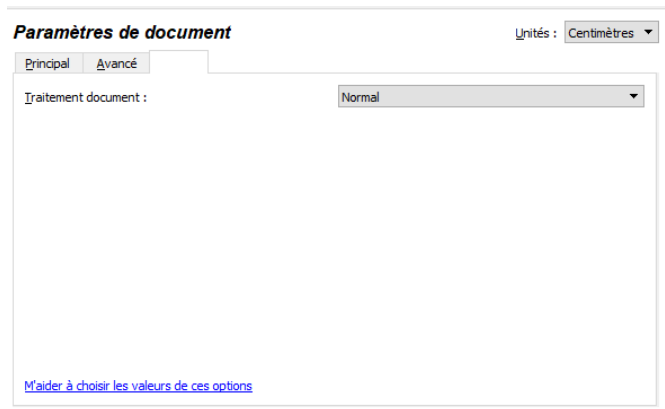 Paramètres de document
Unités : Centimètres
Principal Avancé
Traitement document : Normal
M'aider à choisir les valeurs de ces options